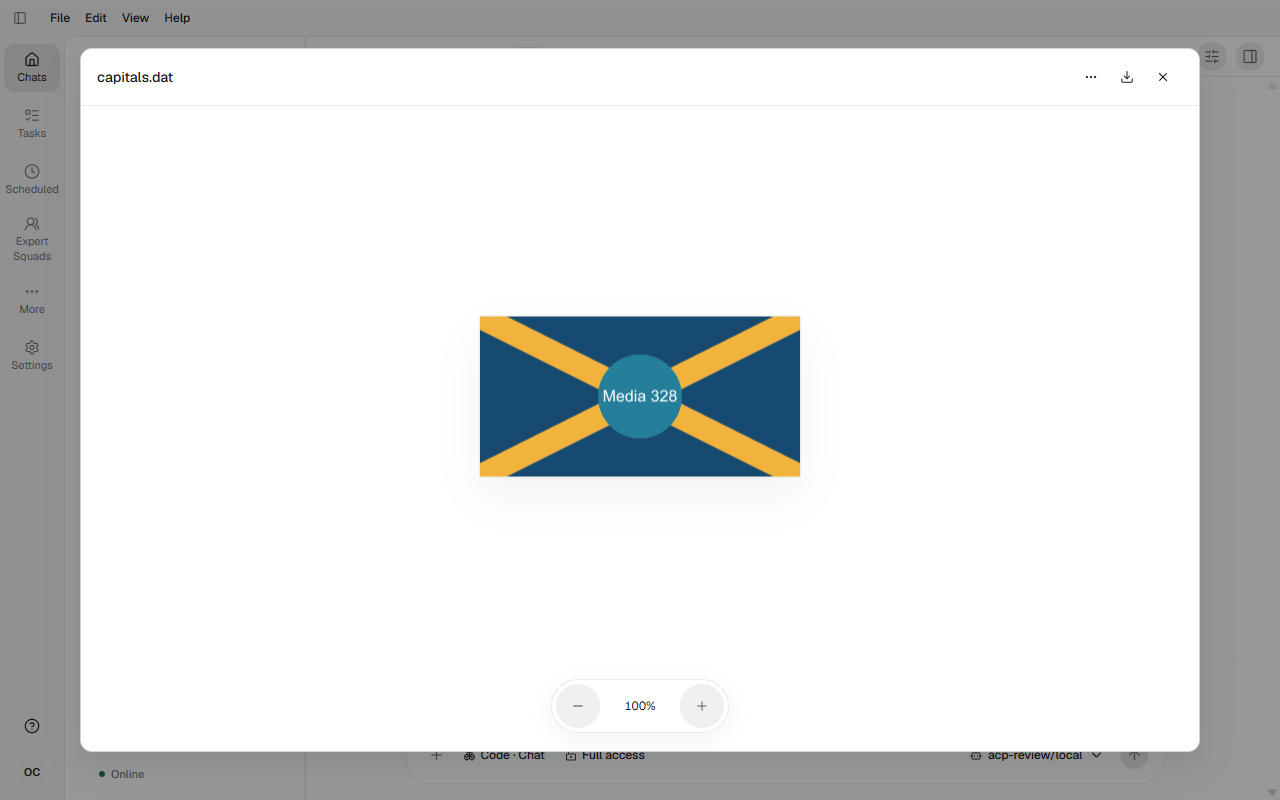 File Edit View Help
capitals.dat
Chats
Tasks
Scheduled
Expert
Squads
More
Settings
Media 328
100%
Code · Chat Full access acp-review/local
OC
Online